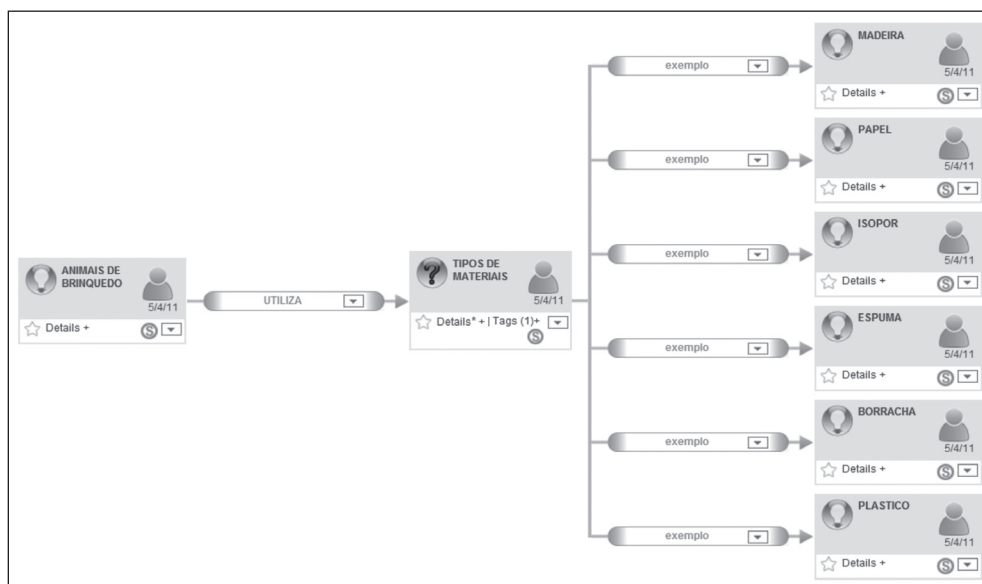 ANIMAIS DE
BRINQUEDO
5/4/11
Details +
S
UTILIZA
?
TIPOS DE
MATERIAIS
5/4/11
Details* + | Tags (1)+
S
exemplo
MADEIRA
5/4/11
Details +
S
exemplo
PAPEL
5/4/11
Details +
S
exemplo
ISOPOR
5/4/11
Details +
S
exemplo
ESPUMA
5/4/11
Details +
S
exemplo
BORRACHA
5/4/11
Details +
S
exemplo
PLASTICO
5/4/11
Details +
S